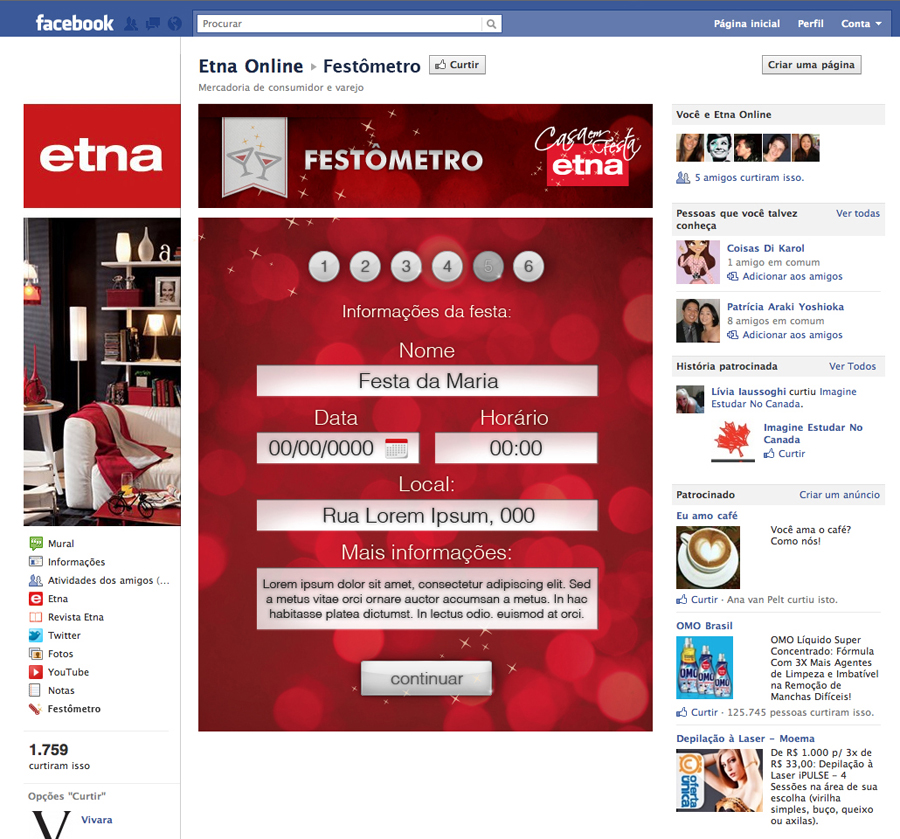 facebook
Procurar
Página inicial Perfil Conta
Etna Online ▸ Festômetro Curtir
Mercadoria de consumidor e varejo
Criar uma página
etna
a
Mural
Informações
Atividades dos amigos (...
Etna
Revista Etna
Twitter
Fotos
YouTube
Notas
Festômetro
1.759
curtiram isso
Opções "Curtir"
V
Vivara
FESTÔMETRO
Casa em
Festa
etna
1 2 3 4 5 6
Informações da festa:
Nome
Festa da Maria
Data Horário
00/00/0000 00:00
Local:
Rua Lorem Ipsum, 000
Mais informações:
Lorem ipsum dolor sit amet, consectetur adipiscing elit. Sed
a metus vitae orci ornare auctor accumsan a metus. In hac
habitasse platea dictumst. In lectus odio. euismod at orci.
continuar
Você e Etna Online
5 amigos curtiram isso.
Pessoas que você talvez
conheça
Ver todas
Coisas Di Karol
1 amigo em comum
Adicionar aos amigos
Patrícia Araki Yoshioka
8 amigos em comum
Adicionar aos amigos
História patrocinada Ver Todos
Lívia Iaussoghi curtiu Imagine
Estudar No Canada.
Imagine Estudar No
Canada
Curtir
Patrocinado Criar um anúncio
Eu amo café
Você ama o café?
Como nós!
Curtir · Ana van Pelt curtiu isto.
OMO Brasil
OMO
OMO
OMO
OMO Líquido Super
Concentrado: Fórmula
Com 3X Mais Agentes
de Limpeza e Imbatível
na Remoção de
Manchas Difíceis!
Curtir · 125.745 pessoas curtiram isso.
Depilação à Laser – Moema
oferta
única
De R$ 1.000 p/ 3x de
R$ 33,00: Depilação à
Laser iPULSE – 4
Sessões na área de sua
escolha (virilha
simples, buço, queixo
ou axilas).